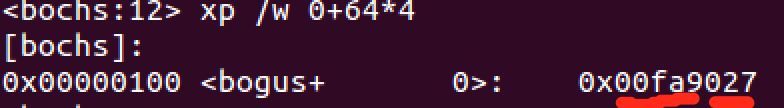 <bochs:12> xp /w 0+64*4
[bochs]:
0x00000100 <bogus+       0>:    0x00fa9027